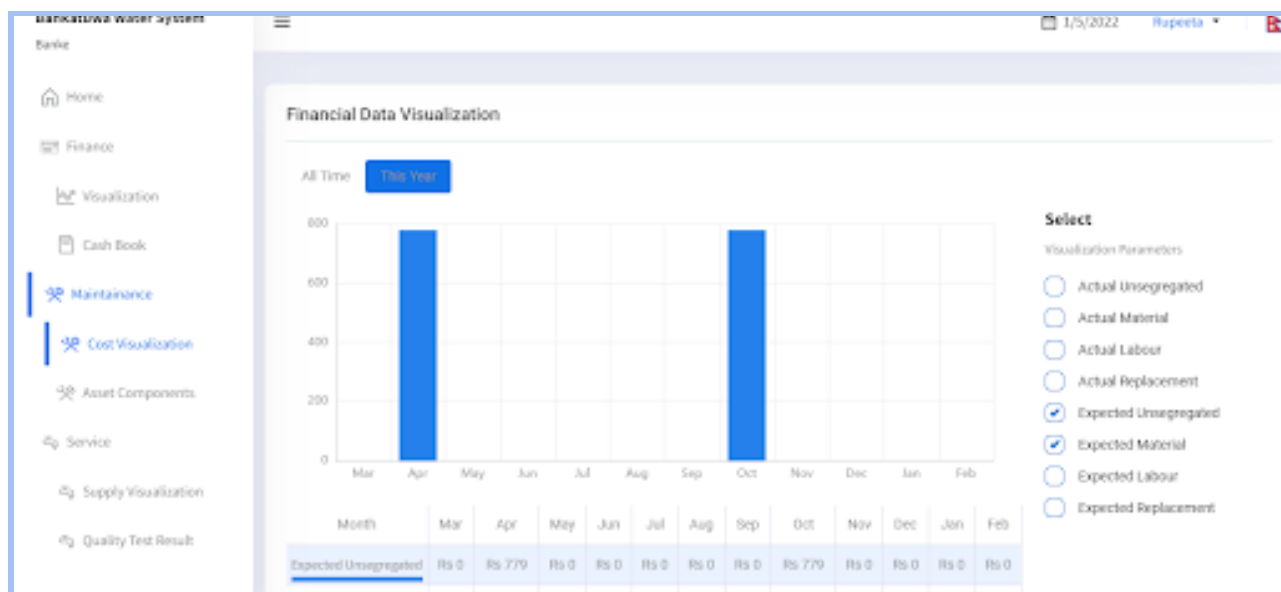 Bankatuwa Water System
Banke
1/5/2022 Rupeeta
Home
Finance
Visualization
Cash Book
Maintainance
Cost Visualization
Asset Components
Service
Supply Visualization
Quality Test Result
Financial Data Visualization
All Time This Year
800
600
400
200
0
Mar Apr May Jun Jul Aug Sep Oct Nov Dec Jan Feb
Select
Visualization Parameters
Actual Unsegregated
Actual Material
Actual Labour
Actual Replacement
Expected Unsegregated
Expected Material
Expected Labour
Expected Replacement
Month Mar Apr May Jun Jul Aug Sep Oct Nov Dec Jan Feb
Expected Unsegregated Rs 0 Rs 779 Rs 0 Rs 0 Rs 0 Rs 0 Rs 0 Rs 779 Rs 0 Rs 0 Rs 0 Rs 0